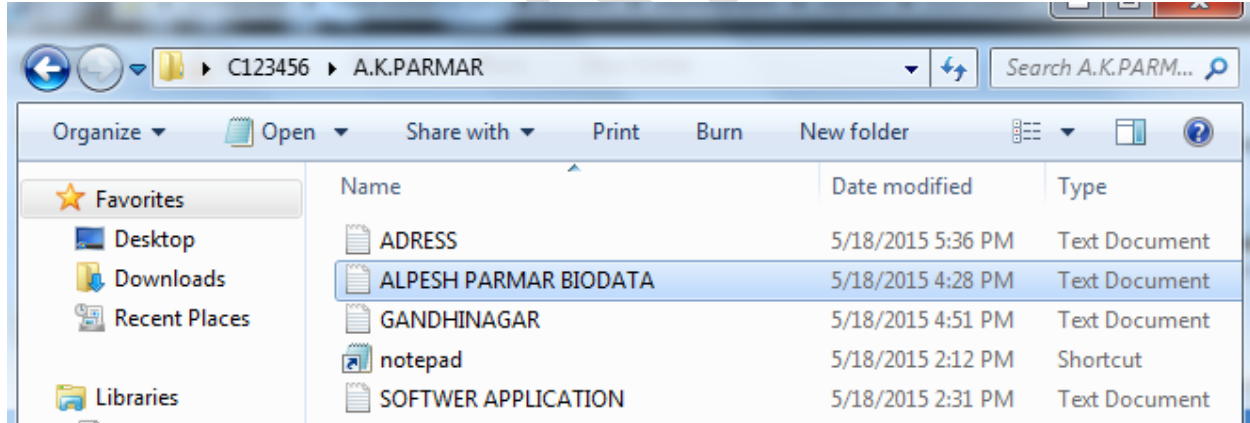 C123456 A.K.PARMAR Search A.K.PARM...
Organize Open Share with Print Burn New folder
Name Date modified Type
Favorites
Desktop
Downloads
Recent Places
Libraries
ADRESS 5/18/2015 5:36 PM Text Document
ALPESH PARMAR BIODATA 5/18/2015 4:28 PM Text Document
GANDHINAGAR 5/18/2015 4:51 PM Text Document
notepad 5/18/2015 2:12 PM Shortcut
SOFTWER APPLICATION 5/18/2015 2:31 PM Text Document